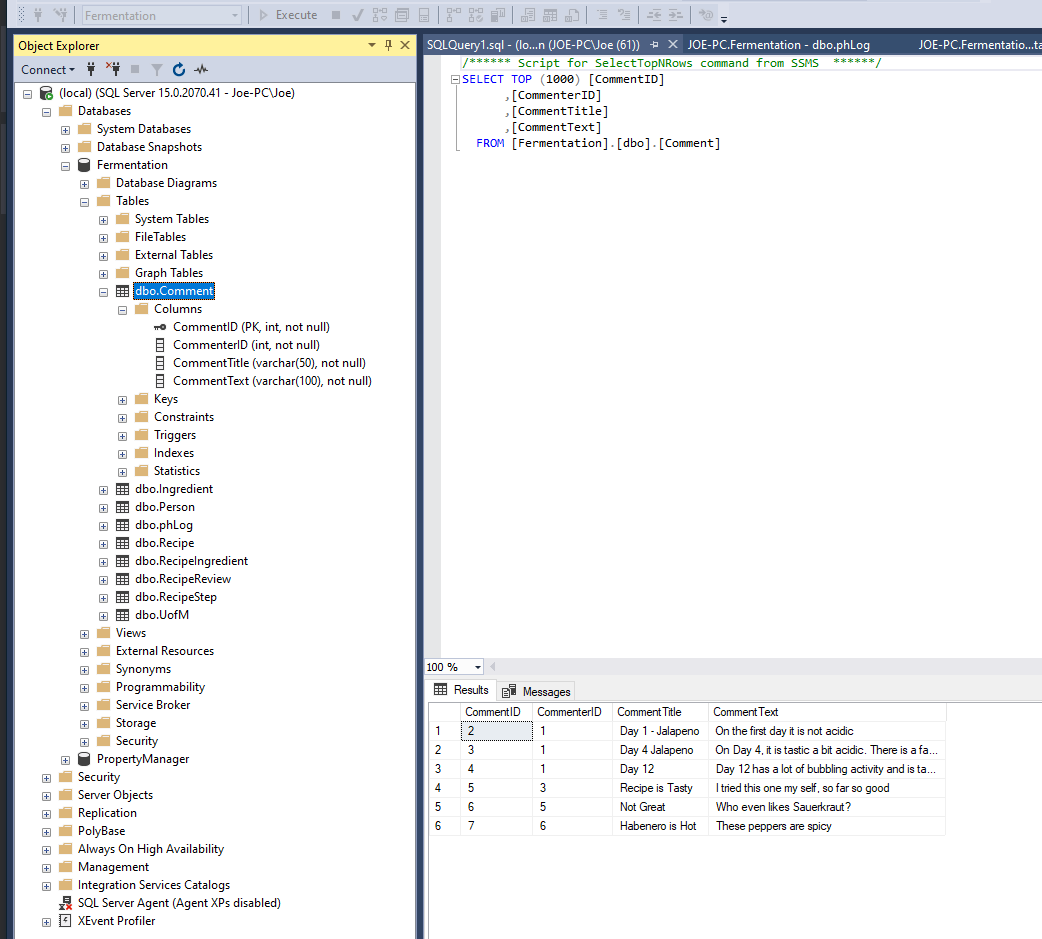 Fermentation
Execute
Object Explorer
Connect
(local) (SQL Server 15.0.2070.41 - Joe-PC\Joe)
Databases
System Databases
Database Snapshots
Fermentation
Database Diagrams
Tables
System Tables
FileTables
External Tables
Graph Tables
dbo.Comment
Columns
CommentID (PK, int, not null)
CommenterID (int, not null)
CommentTitle (varchar(50), not null)
CommentText (varchar(100), not null)
Keys
Constraints
Triggers
Indexes
Statistics
dbo.Ingredient
dbo.Person
dbo.phLog
dbo.Recipe
dbo.RecipeIngredient
dbo.RecipeReview
dbo.RecipeStep
dbo.UofM
Views
External Resources
Synonyms
Programmability
Service Broker
Storage
Security
PropertyManager
Security
Server Objects
Replication
PolyBase
Always On High Availability
Management
Integration Services Catalogs
SQL Server Agent (Agent XPs disabled)
XEvent Profiler
SQLQuery1.sql - (lo...n (JOE-PC\Joe (61)) JOE-PC.Fermentation - dbo.phLog JOE-PC.Fermentatio...ta
/****** Script for SelectTopNRows command from SSMS ******/
SELECT TOP (1000) [CommentID]
,[CommenterID]
,[CommentTitle]
,[CommentText]
FROM [Fermentation].[dbo].[Comment]
100 %
Results Messages
CommentID CommenterID CommentTitle CommentText
1 2 1 Day 1 - Jalapeno On the first day it is not acidic
2 3 1 Day 4 Jalapeno On Day 4, it is tastic a bit acidic. There is a fa...
3 4 1 Day 12 Day 12 has a lot of bubbling activity and is ta...
4 5 3 Recipe is Tasty I tried this one my self, so far so good
5 6 5 Not Great Who even likes Sauerkraut?
6 7 6 Habenero is Hot These peppers are spicy